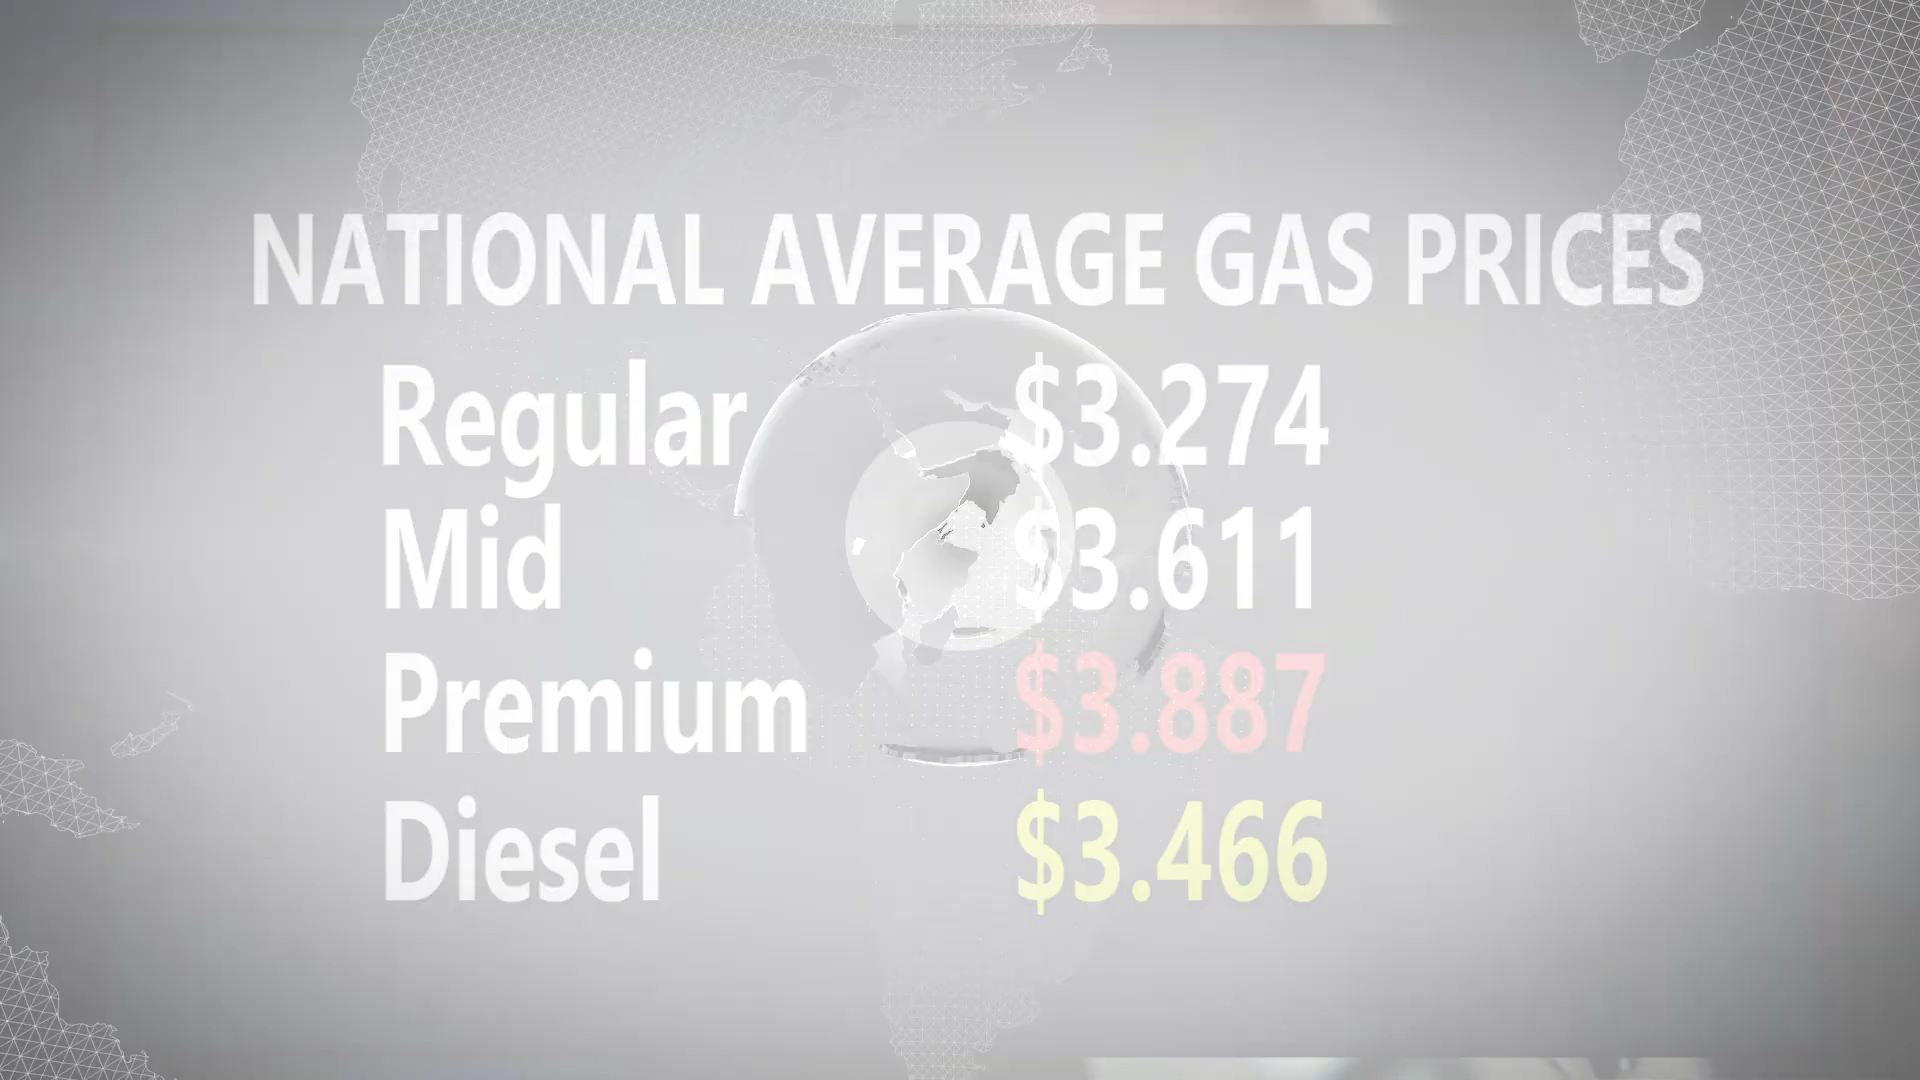 NATIONAL AVERAGE GAS PRICES
Regular $3.274
Mid $3.611
Premium $3.887
Diesel $3.466